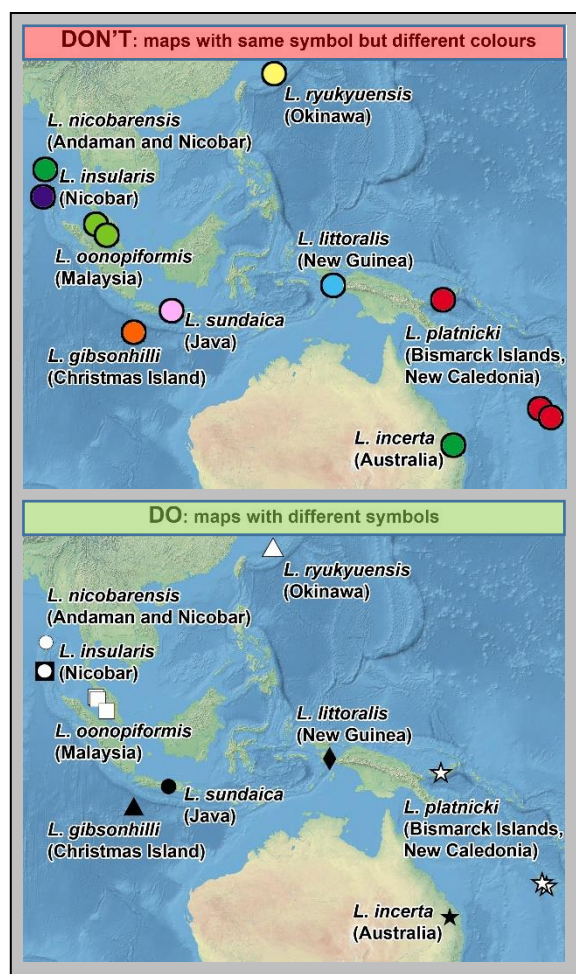 DON'T: maps with same symbol but different colours
L. ryukyuensis
(Okinawa)
L. nicobarensis
(Andaman and Nicobar)
L. insularis
(Nicobar)
L. oonopiformis
(Malaysia)
L. littoralis
(New Guinea)
L. sundaica
(Java)
L. gibsonhilli
(Christmas Island)
L. platnicki
(Bismarck Islands,
New Caledonia)
L. incerta
(Australia)
DO: maps with different symbols
L. ryukyuensis
(Okinawa)
L. nicobarensis
(Andaman and Nicobar)
L. insularis
(Nicobar)
L. oonopiformis
(Malaysia)
L. littoralis
(New Guinea)
L. sundaica
(Java)
L. gibsonhilli
(Christmas Island)
L. platnicki
(Bismarck Islands,
New Caledonia)
L. incerta
(Australia)